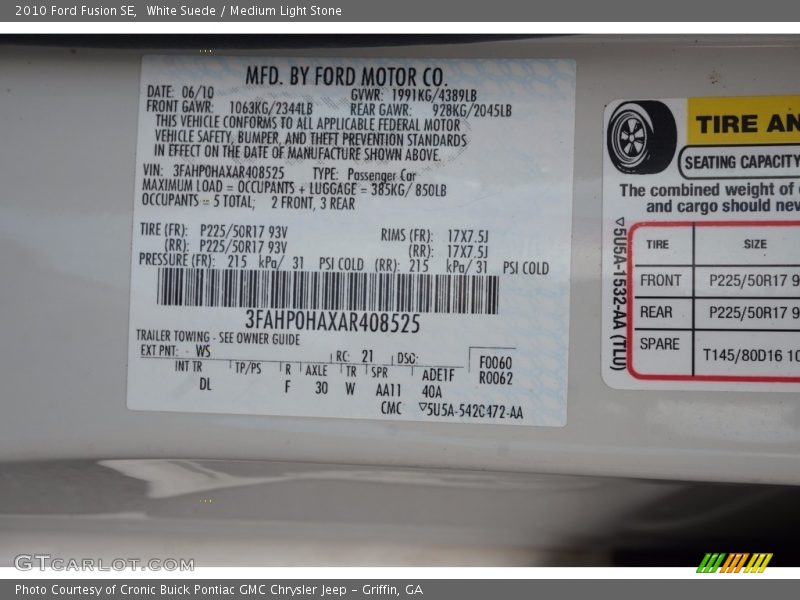 2010 Ford Fusion SE,  White Suede / Medium Light Stone
MFD. BY FORD MOTOR CO.
DATE: 06/10 GVWR: 1991KG/4389LB
FRONT GAWR: 1063KG/2344LB REAR GAWR: 928KG/2045LB
THIS VEHICLE CONFORMS TO ALL APPLICABLE FEDERAL MOTOR
VEHICLE SAFETY, BUMPER, AND THEFT PREVENTION STANDARDS
IN EFFECT ON THE DATE OF MANUFACTURE SHOWN ABOVE.
VIN: 3FAHP0HAXAR408525 TYPE: Passenger Car
MAXIMUM LOAD = OCCUPANTS + LUGGAGE = 385KG/ 850LB
OCCUPANTS = 5 TOTAL; 2 FRONT, 3 REAR
TIRE (FR): P225/50R17 93V RIMS (FR): 17X7.5J
(RR): P225/50R17 93V (RR): 17X7.5J
PRESSURE (FR): 215 kPa/ 31 PSI COLD (RR): 215 kPa/ 31 PSI COLD
3FAHP0HAXAR408525
TRAILER TOWING - SEE OWNER GUIDE
EXT PNT: WS RC: 21 DSO: F0060
INT TR TP/PS R AXLE TR SPR ADE1F R0062
DL F 30 W AA11 40A
CMC ▽5U5A-542C472-AA
TIRE AN
SEATING CAPACITY
The combined weight of
and cargo should nev
▽5U5A-1532-AA (TLU)
TIRE SIZE
FRONT P225/50R17 9
REAR P225/50R17 9
SPARE T145/80D16 10
GTcarlot.com
Photo Courtesy of Cronic Buick Pontiac GMC Chrysler Jeep - Griffin, GA